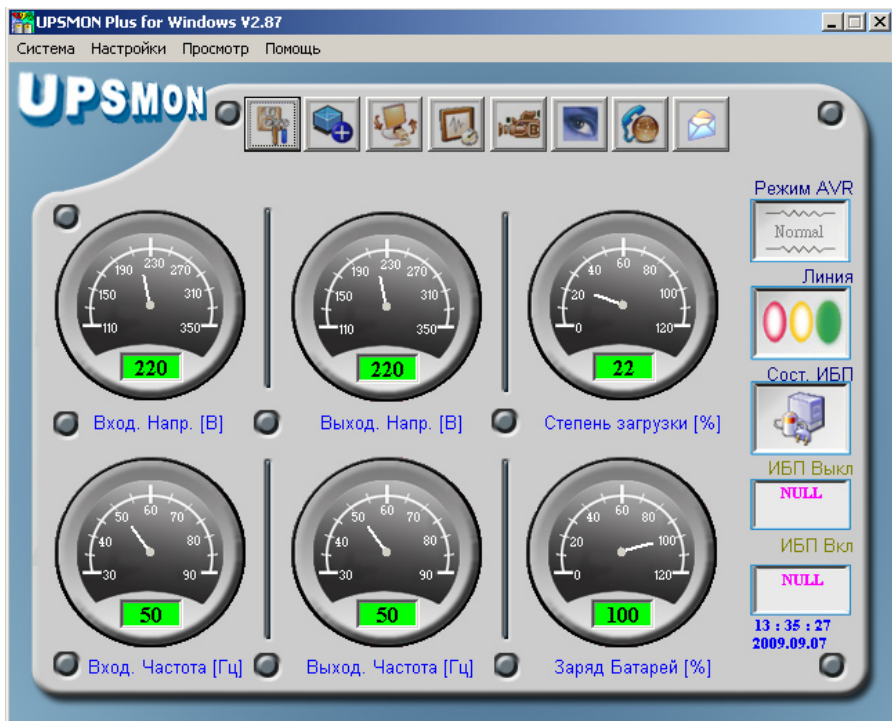 UPSMON Plus for Windows V2.87
Система Настройки Просмотр Помощь
UPSMON
Режим AVR
Normal
Линия
Сост. ИБП
ИБП Выкл
NULL
ИБП Вкл
NULL
13 : 35 : 27
2009.09.07
110 150 190 230 270 310 350
220
Вход. Напр. [В]
110 150 190 230 270 310 350
220
Выход. Напр. [В]
0 20 40 60 80 100 120
22
Степень загрузки [%]
30 40 50 60 70 80 90
50
Вход. Частота [Гц]
30 40 50 60 70 80 90
50
Выход. Частота [Гц]
0 20 40 60 80 100 120
100
Заряд Батарей [%]